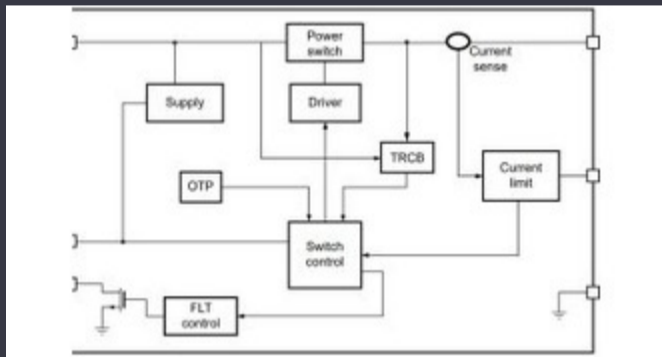 Power
switch
Current
sense
Supply
Driver
TRCB
Current
limit
OTP
Switch
control
FLT
control